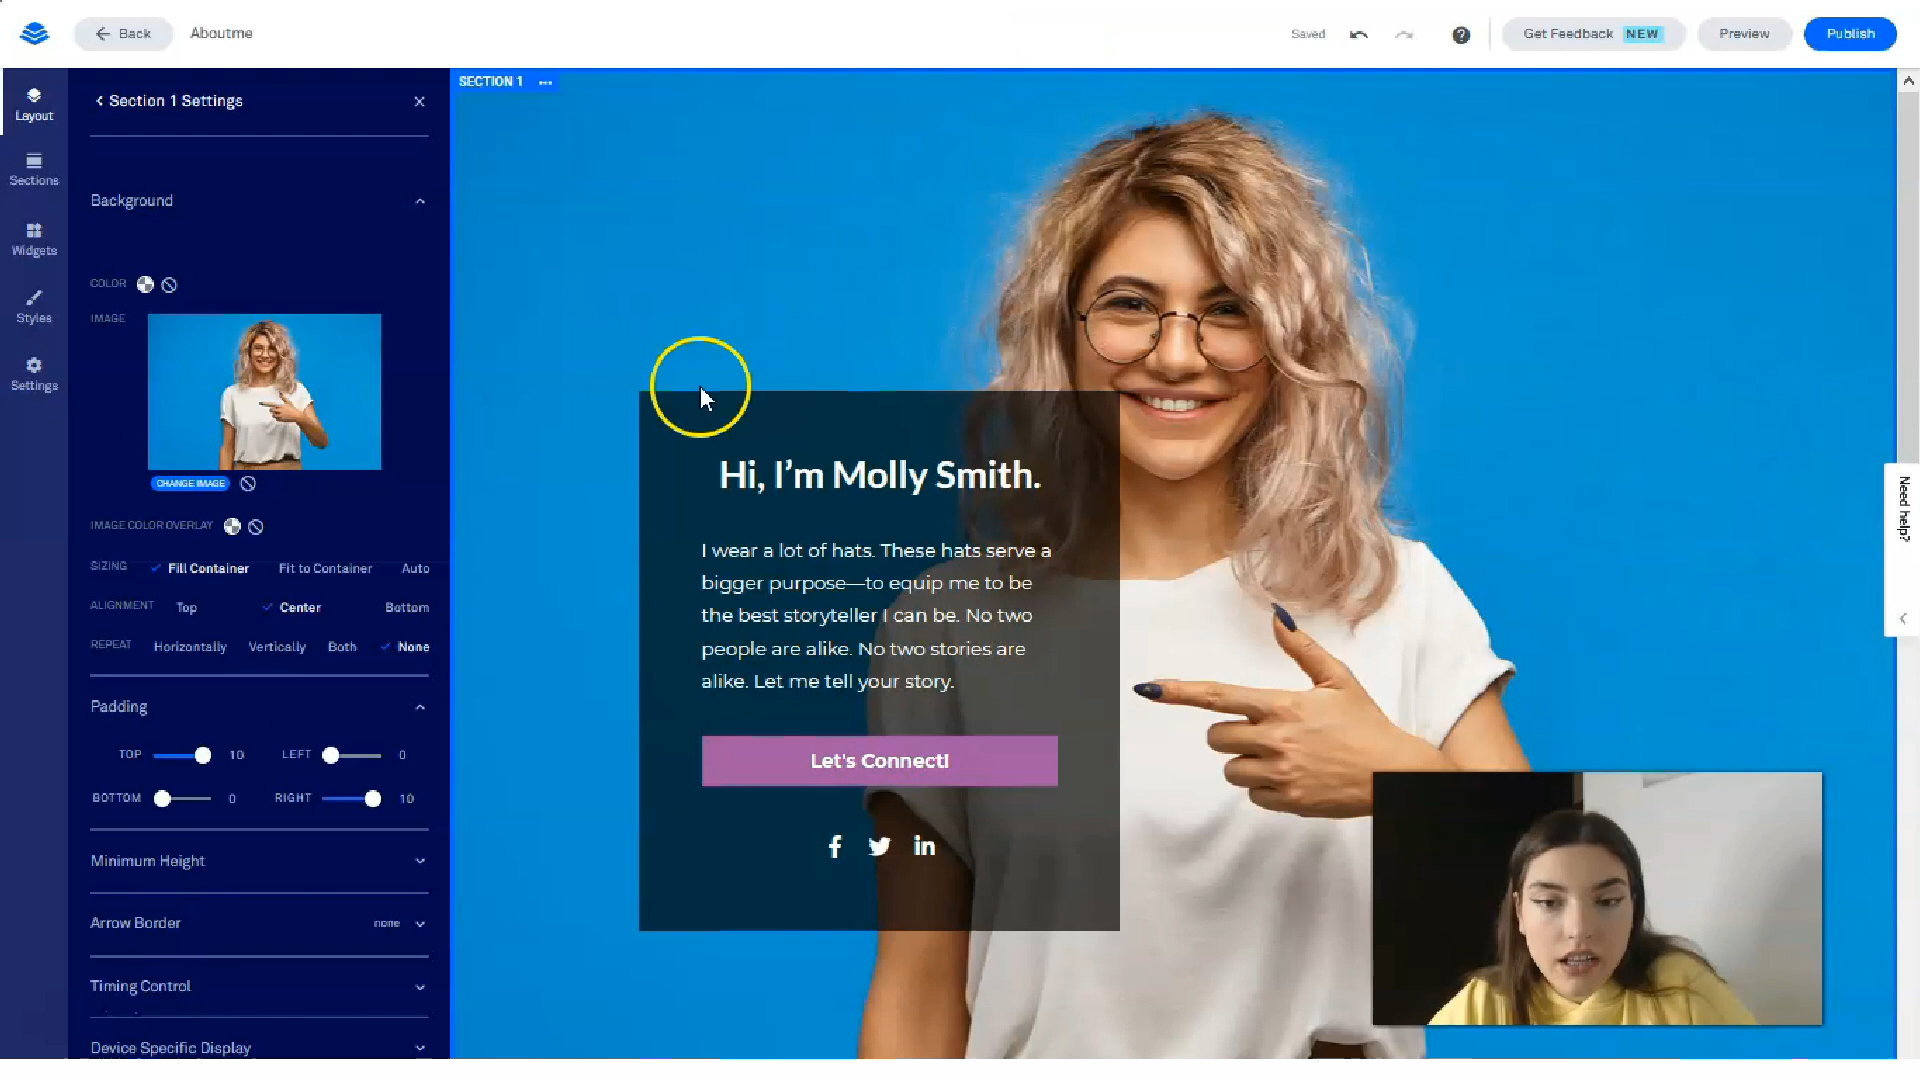 Back
Aboutme
Saved
Get Feedback NEW
Preview
Publish
Layout
Sections
Widgets
Styles
Settings
Section 1 Settings
Background
COLOR
IMAGE
CHANGE IMAGE
IMAGE COLOR OVERLAY
SIZING Fill Container Fit to Container Auto
ALIGNMENT Top Center Bottom
REPEAT Horizontally Vertically Both None
Padding
TOP 10 LEFT 0
BOTTOM 0 RIGHT 10
Minimum Height
Arrow Border none
Timing Control
Device Specific Display
SECTION 1
Hi, I'm Molly Smith.
I wear a lot of hats. These hats serve a
bigger purpose—to equip me to be
the best storyteller I can be. No two
people are alike. No two stories are
alike. Let me tell your story.
Let's Connect!
Need help?